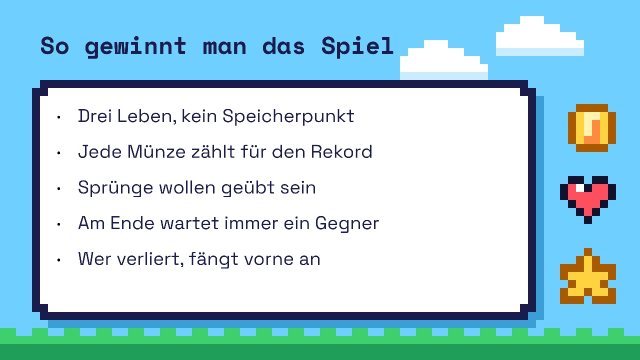 So gewinnt man das Spiel
· Drei Leben, kein Speicherpunkt
· Jede Münze zählt für den Rekord
· Sprünge wollen geübt sein
· Am Ende wartet immer ein Gegner
· Wer verliert, fängt vorne an